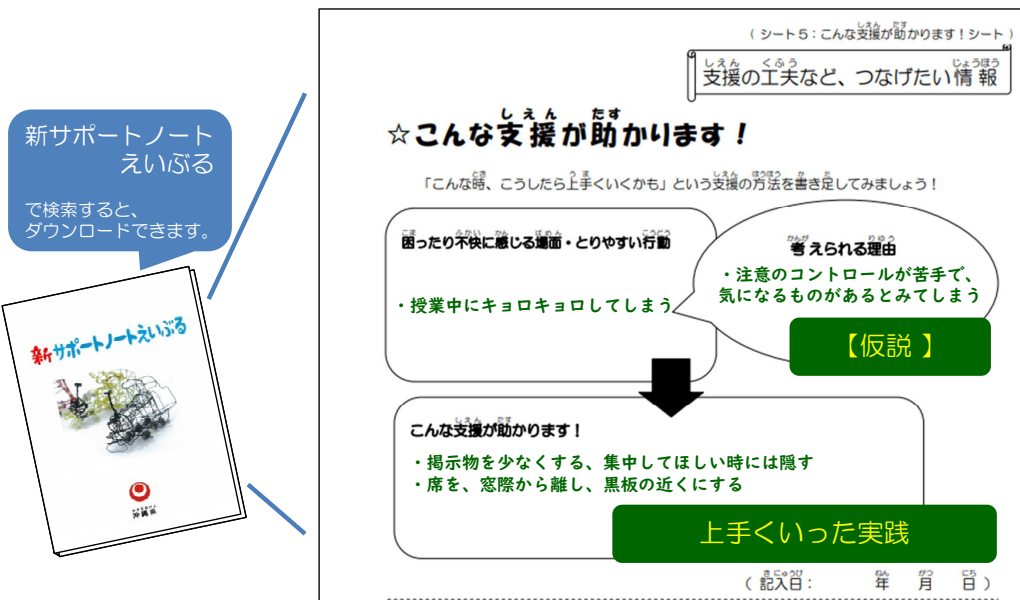 新サポートノート
えいぶる
で検索すると、
ダウンロードできます。
新サポートノートえいぶる
沖縄県
( シート5:こんな支援が助かります!シート )
支援の工夫など、つなげたい情報
☆こんな支援が助かります!
「こんな時、こうしたら上手くいくかも」という支援の方法を書き足してみましょう!
困ったり不快に感じる場面・とりやすい行動
・授業中にキョロキョロしてしまう
考えられる理由
・注意のコントロールが苦手で、
気になるものがあるとみてしまう
【仮説 】
こんな支援が助かります!
・掲示物を少なくする、集中してほしい時には隠す
・席を、窓際から離し、黒板の近くにする
上手くいった実践
( 記入日: 年 月 日 )